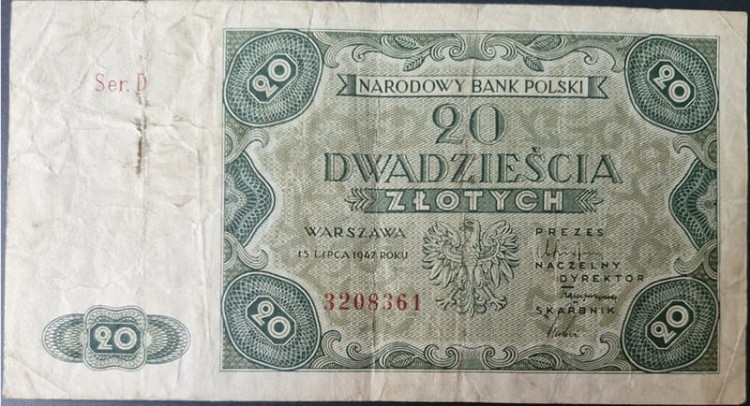 20
20
Ser. D
NARODOWY BANK POLSKI
20
DWADZIEŚCIA
ZŁOTYCH
WARSZAWA
15 LIPCA 1947 ROKU
PREZES
NACZELNY
DYREKTOR
SKARBNIK
3208361
20
20
20